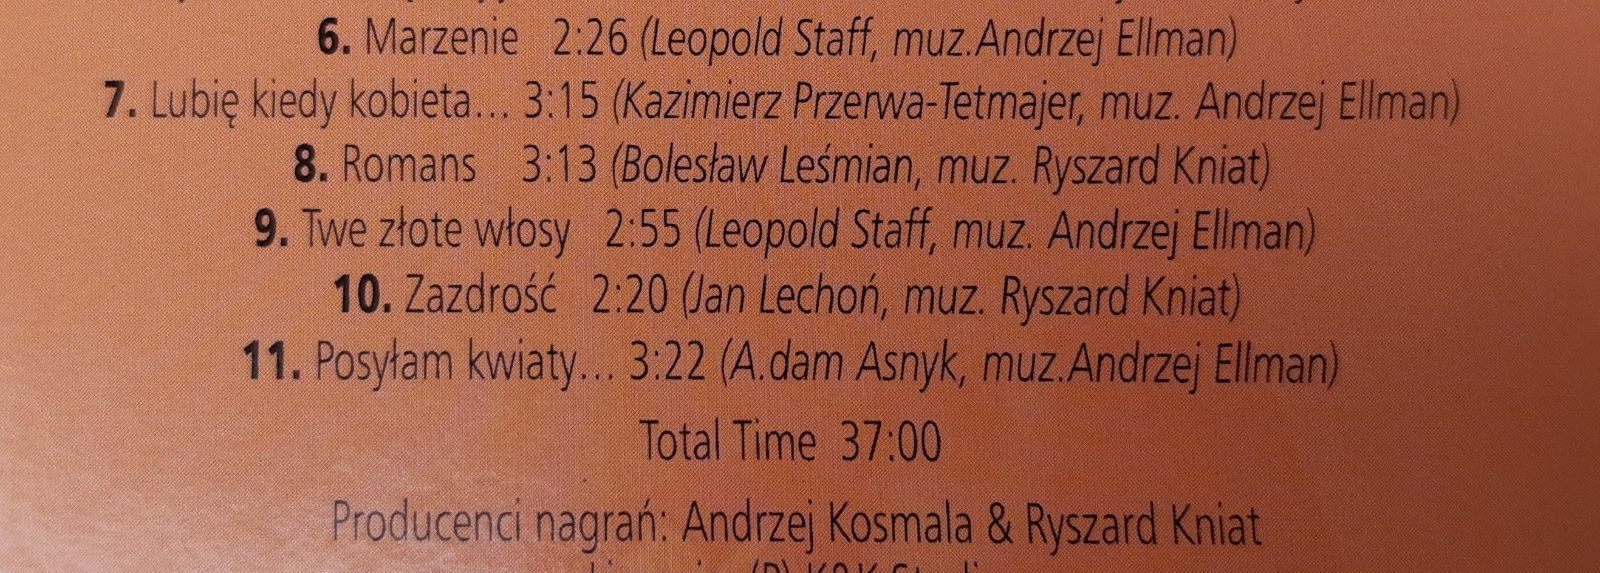 6. Marzenie 2:26 (Leopold Staff, muz.Andrzej Ellman)
7. Lubię kiedy kobieta... 3:15 (Kazimierz Przerwa-Tetmajer, muz. Andrzej Ellman)
8. Romans 3:13 (Bolesław Leśmian, muz. Ryszard Kniat)
9. Twe złote włosy 2:55 (Leopold Staff, muz. Andrzej Ellman)
10. Zazdrość 2:20 (Jan Lechoń, muz. Ryszard Kniat)
11. Posyłam kwiaty... 3:22 (A.dam Asnyk, muz.Andrzej Ellman)
Total Time 37:00
Producenci nagrań: Andrzej Kosmala & Ryszard Kniat